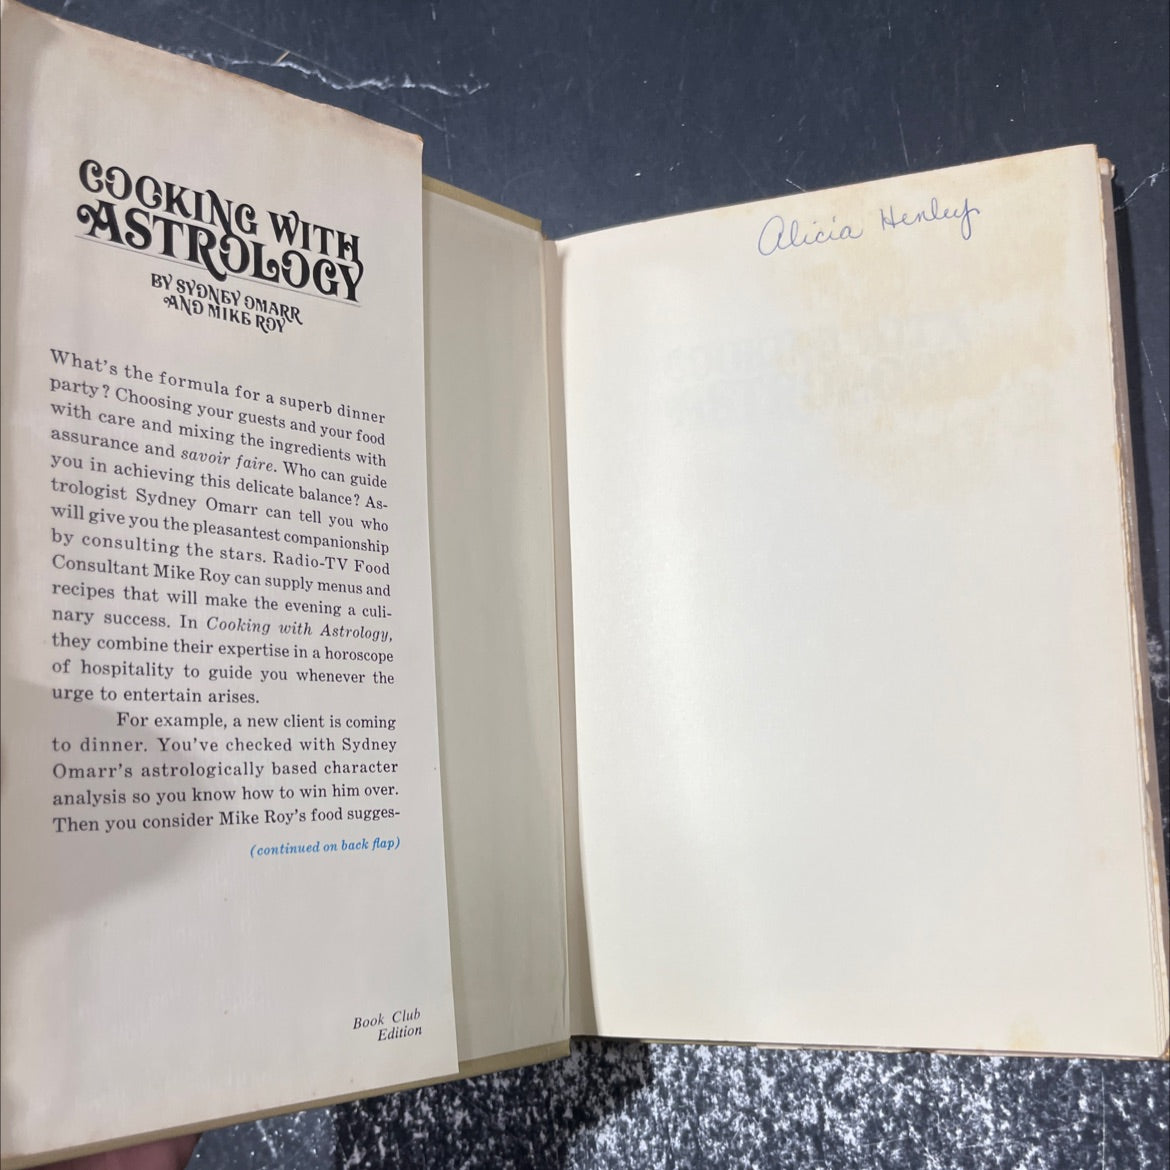 COOKING WITH
ASTROLOGY
BY SYDNEY OMARR
AND MIKE ROY
What's the formula for a superb dinner
party? Choosing your guests and your food
with care and mixing the ingredients with
assurance and savoir faire. Who can guide
you in achieving this delicate balance? As-
trologist Sydney Omarr can tell you who
will give you the pleasantest companionship
by consulting the stars. Radio-TV Food
Consultant Mike Roy can supply menus and
recipes that will make the evening a culi-
nary success. In Cooking with Astrology,
they combine their expertise in a horoscope
of hospitality to guide you whenever the
urge to entertain arises.
For example, a new client is coming
to dinner. You've checked with Sydney
Omarr's astrologically based character
analysis so you know how to win him over.
Then you consider Mike Roy's food sugges-
(continued on back flap)
Book Club
Edition
Alicia Henley